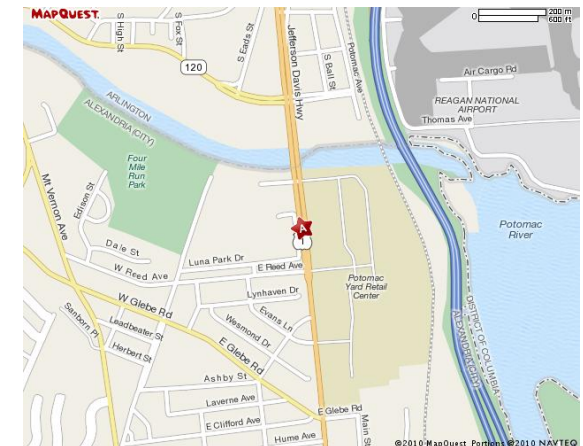 MAPQUEST.
200 m
0
600 ft
S High St
S Fox St
S Eads St
Jefferson Davis Hwy
S Ball St
Potomac Ave
120
Air Cargo Rd
REAGAN NATIONAL
AIRPORT
Thomas Ave
ARLINGTON
ALEXANDRIA(CITY)
Four
Mile
Run
Park
Mt Vernon Ave
Edison St
Dale St
W Reed Ave
Luna Park Dr
E Reed Ave
A
1
Potomac
River
Potomac
Yard Retail
Center
Lynhaven Dr
Evans Ln
Wesmond Dr
W Glebe Rd
E Glebe Rd
Sanborn Pl
Leadbeater St
Herbert St
DISTRICT OF COLUMBIA
ALEXANDRIA(CITY)
Ashby St
Laverne Ave
E Clifford Ave
E Glebe Rd
Main St
Hume Ave
©2010 MapQuest Portions ©2010 NAVTEQ